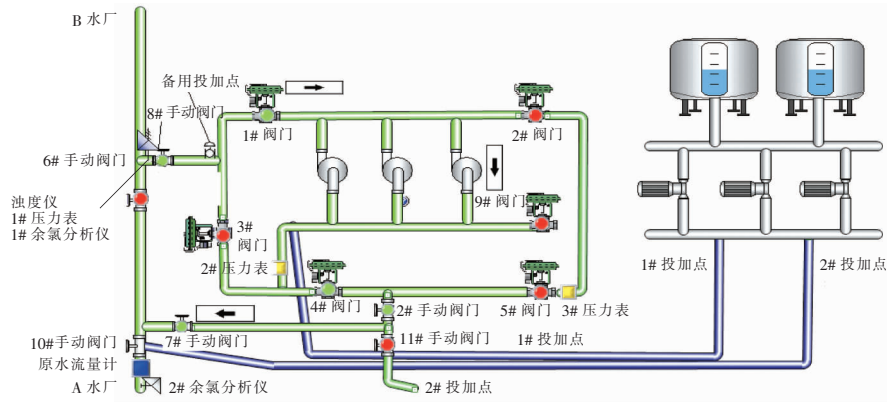 B 水厂
备用投加点
8# 手动阀门
1# 阀门
2# 阀门
6# 手动阀门
9# 阀门
浊度仪
1# 压力表
1# 余氯分析仪
3#
阀门
2# 压力表
1# 投加点
2# 投加点
4# 阀门
2# 手动阀门
5# 阀门
3# 压力表
10#手动阀门
7# 手动阀门
11# 手动阀门
1# 投加点
原水流量计
A 水厂
2# 余氯分析仪
2# 投加点